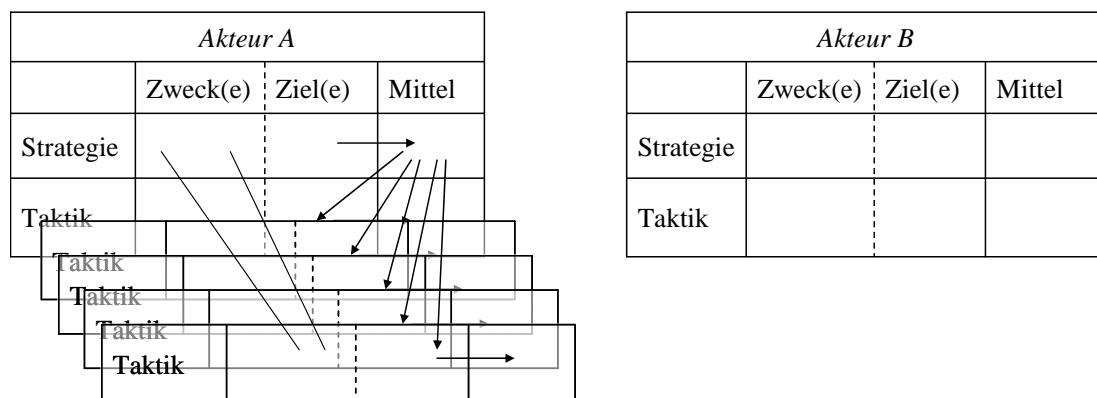 Akteur A
Zweck(e) Ziel(e) Mittel
Strategie
Taktik
Taktik
Taktik
Taktik
Taktik
Akteur B
Zweck(e) Ziel(e) Mittel
Strategie
Taktik